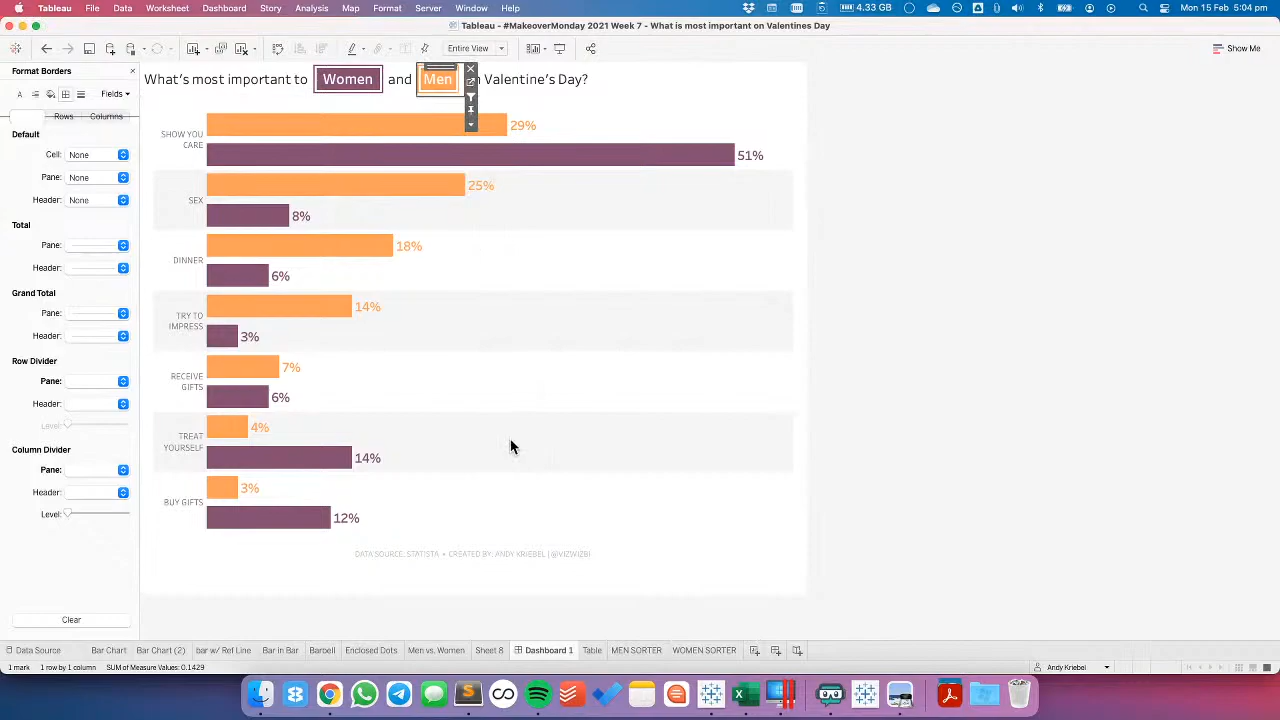 Tableau File Data Worksheet Dashboard Story Analysis Map Format Server Window Help 4.33 GB Mon 15 Feb 5:04 pm
Tableau - #MakeoverMonday 2021 Week 7 - What is most important on Valentines Day
Entire View Show Me
Format Borders
Fields
Rows Columns
Default
Cell: None
Pane: None
Header: None
Total
Pane:
Header:
Grand Total
Pane:
Header:
Row Divider
Pane:
Header:
Level:
Column Divider
Pane:
Header:
Level:
Clear
What's most important to Women and Men n Valentine's Day?
SHOW YOU
CARE
29%
51%
SEX
25%
8%
DINNER
18%
6%
TRY TO
IMPRESS
14%
3%
RECEIVE
GIFTS
7%
6%
TREAT
YOURSELF
4%
14%
BUY GIFTS
3%
12%
DATA SOURCE: STATISTA • CREATED BY: ANDY KRIEBEL | @VIZWIZBI
Data Source Bar Chart Bar Chart (2) bar w/ Ref Line Bar in Bar Barbell Enclosed Dots Men vs. Women Sheet 8 Dashboard 1 Table MEN SORTER WOMEN SORTER
1 mark 1 row by 1 column SUM of Measure Values: 0.1429 Andy Kriebel